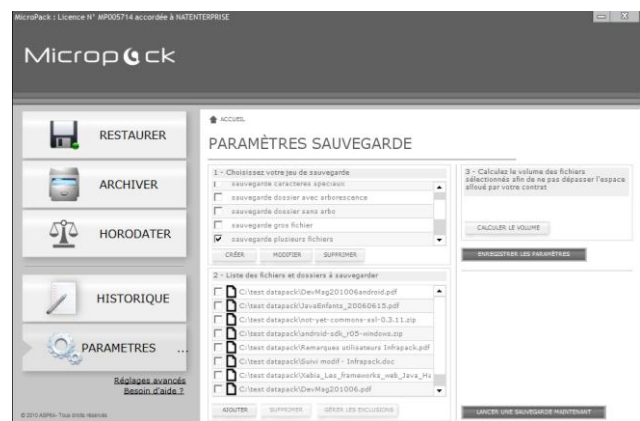 MicroPack : Licence N° MP005714 accordée à NATENTERPRISE
Micropack
RESTAURER
ARCHIVER
HORODATER
HISTORIQUE
PARAMETRES ...
Réglages avancés
Besoin d'aide ?
© 2010 ASPhi- Tous droits réservés
ACCUEIL
PARAMÈTRES SAUVEGARDE
1 - Choisissez votre jeu de sauvegarde
sauvegarde caracteres speciaux
sauvegarde dossier avec arborescence
sauvegarde dossier sans arbo
sauvegarde gros fichier
sauvegarde plusieurs fichiers
CRÉER MODIFIER SUPPRIMER
2 - Liste des fichiers et dossiers à sauvegarder
C:\test datapack\DevMag201006android.pdf
C:\test datapack\JavaEnfants_20060615.pdf
C:\test datapack\not-yet-commons-ssl-0.3.11.zip
C:\test datapack\android-sdk_r05-windows.zip
C:\test datapack\Remarques utilisateurs Infrapack.pdf
C:\test datapack\Suivi modif - Infrapack.doc
C:\test datapack\Xebia_Les_frameworks_web_Java_Ha
C:\test datapack\DevMag201006.pdf
AJOUTER SUPPRIMER GÉRER LES EXCLUSIONS
3 - Calculez le volume des fichiers
sélectionnés afin de ne pas dépasser l'espace
alloué par votre contrat
CALCULER LE VOLUME
ENREGISTRER LES PARAMÈTRES
LANCER UNE SAUVEGARDE MAINTENANT